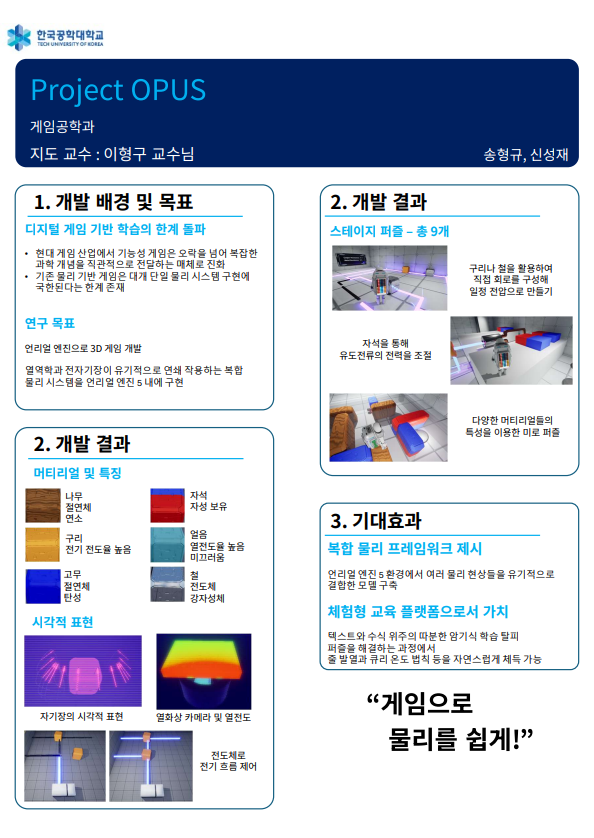 한국공학대학교
TECH UNIVERSITY OF KOREA
Project OPUS
게임공학과
지도 교수 : 이형구 교수님
송형규, 신성재
1. 개발 배경 및 목표
디지털 게임 기반 학습의 한계 돌파
• 현대 게임 산업에서 기능성 게임은 오락을 넘어 복잡한
과학 개념을 직관적으로 전달하는 매체로 진화
• 기존 물리 기반 게임은 대개 단일 물리 시스템 구현에
국한된다는 한계 존재
연구 목표
언리얼 엔진으로 3D 게임 개발
열역학과 전자기장이 유기적으로 연쇄 작용하는 복합
물리 시스템을 언리얼 엔진 5 내에 구현
2. 개발 결과
머티리얼 및 특징
나무
절연체
연소
자석
자성 보유
구리
전기 전도율 높음
얼음
열전도율 높음
미끄러움
고무
절연체
탄성
철
전도체
강자성체
시각적 표현
자기장의 시각적 표현
열화상 카메라 및 열전도
전도체로
전기 흐름 제어
2. 개발 결과
스테이지 퍼즐 – 총 9개
구리나 철을 활용하여
직접 회로를 구성해
일정 전압으로 만들기
자석을 통해
유도전류의 전력을 조절
다양한 머티리얼들의
특성을 이용한 미로 퍼즐
3. 기대효과
복합 물리 프레임워크 제시
언리얼 엔진 5 환경에서 여러 물리 현상들을 유기적으로
결합한 모델 구축
체험형 교육 플랫폼으로서 가치
텍스트와 수식 위주의 따분한 암기식 학습 탈피
퍼즐을 해결하는 과정에서
줄 발열과 큐리 온도 법칙 등을 자연스럽게 체득 가능
“게임으로
물리를 쉽게!”